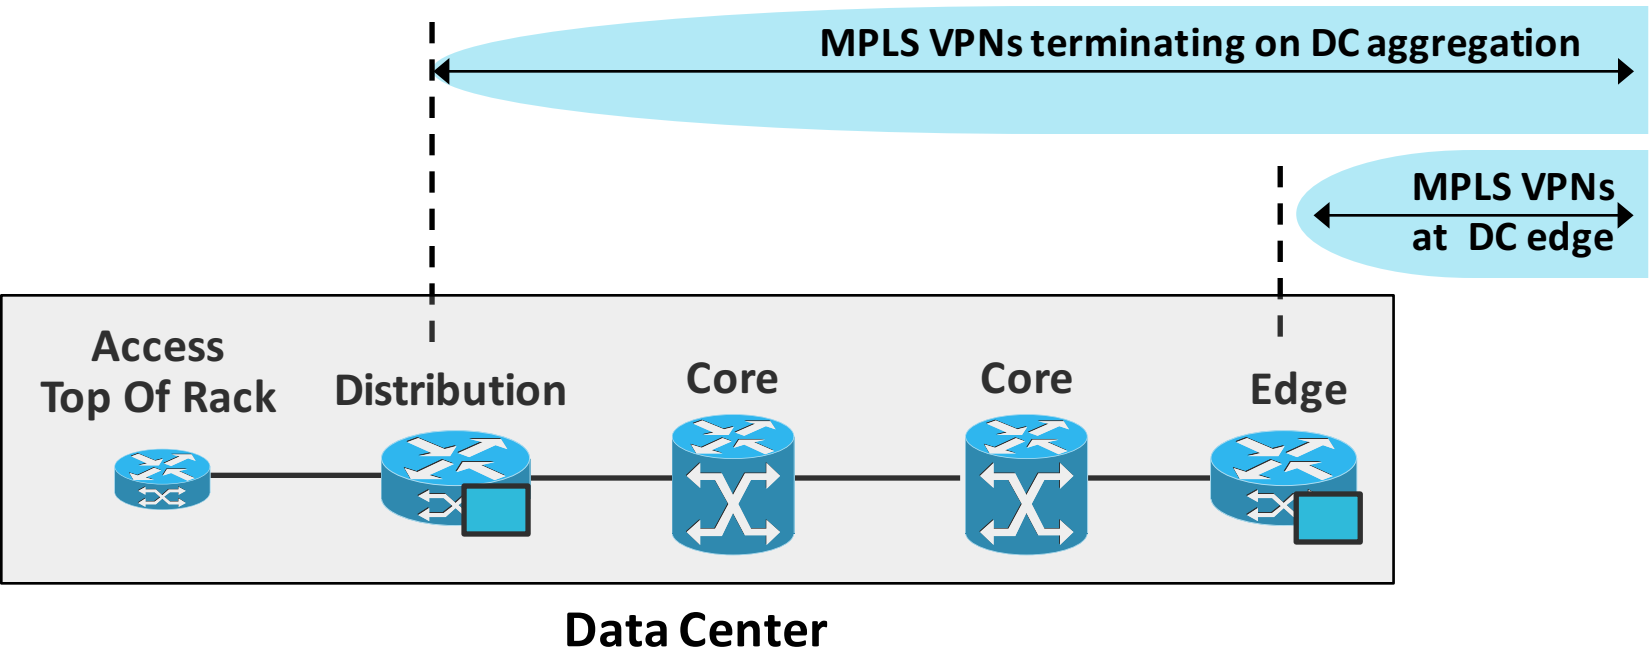 MPLS VPNs terminating on DC aggregation
MPLS VPNs
at DC edge
Access
Top Of Rack
Distribution
Core
Core
Edge
Data Center